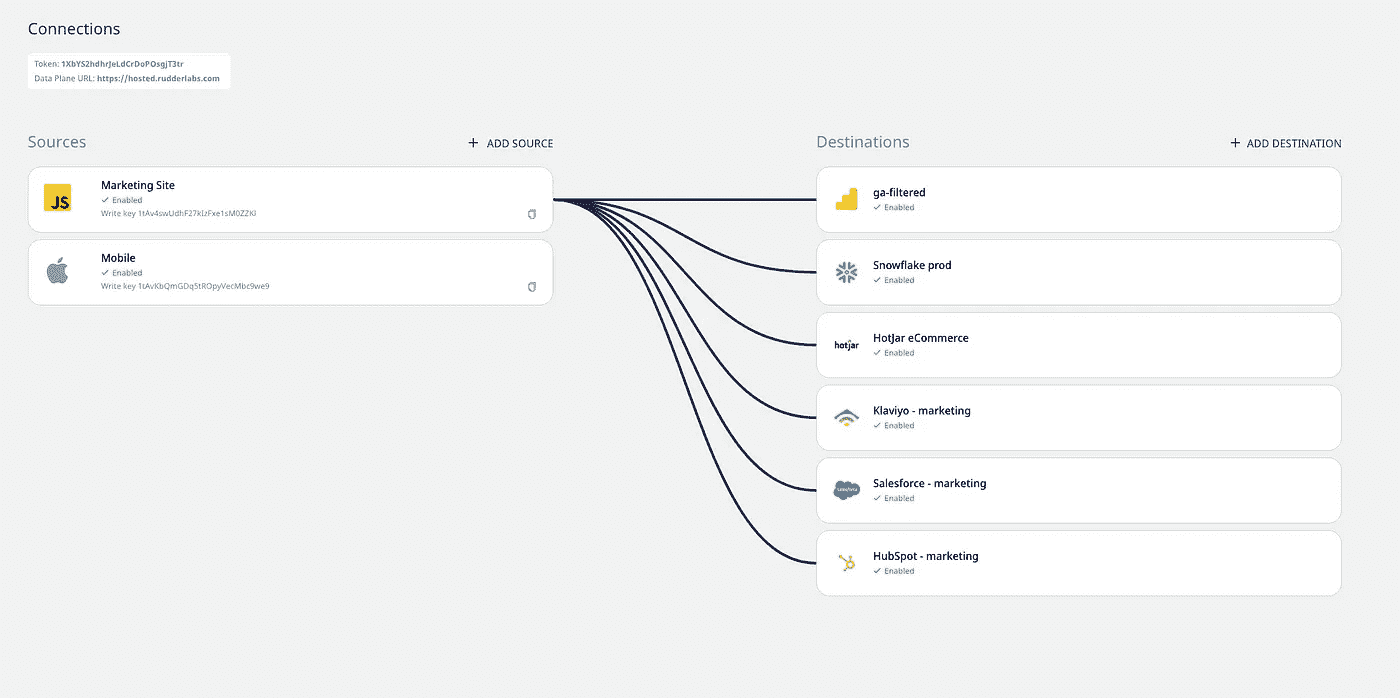 Connections
Token: 1XbYS2hdhrJeLdCrDoPOsgjT3tr
Data Plane URL: https://hosted.rudderlabs.com
Sources
+ ADD SOURCE
Destinations
+ ADD DESTINATION
JS
Marketing Site
Enabled
Write key
Mobile
Enabled
Write key 1tAvKbQmGDq5tROpyVecMbc9we9
ga-filtered
Enabled
Snowflake prod
Enabled
hotjar
HotJar eCommerce
Enabled
Klaviyo - marketing
Enabled
Salesforce - marketing
Enabled
HubSpot - marketing
Enabled